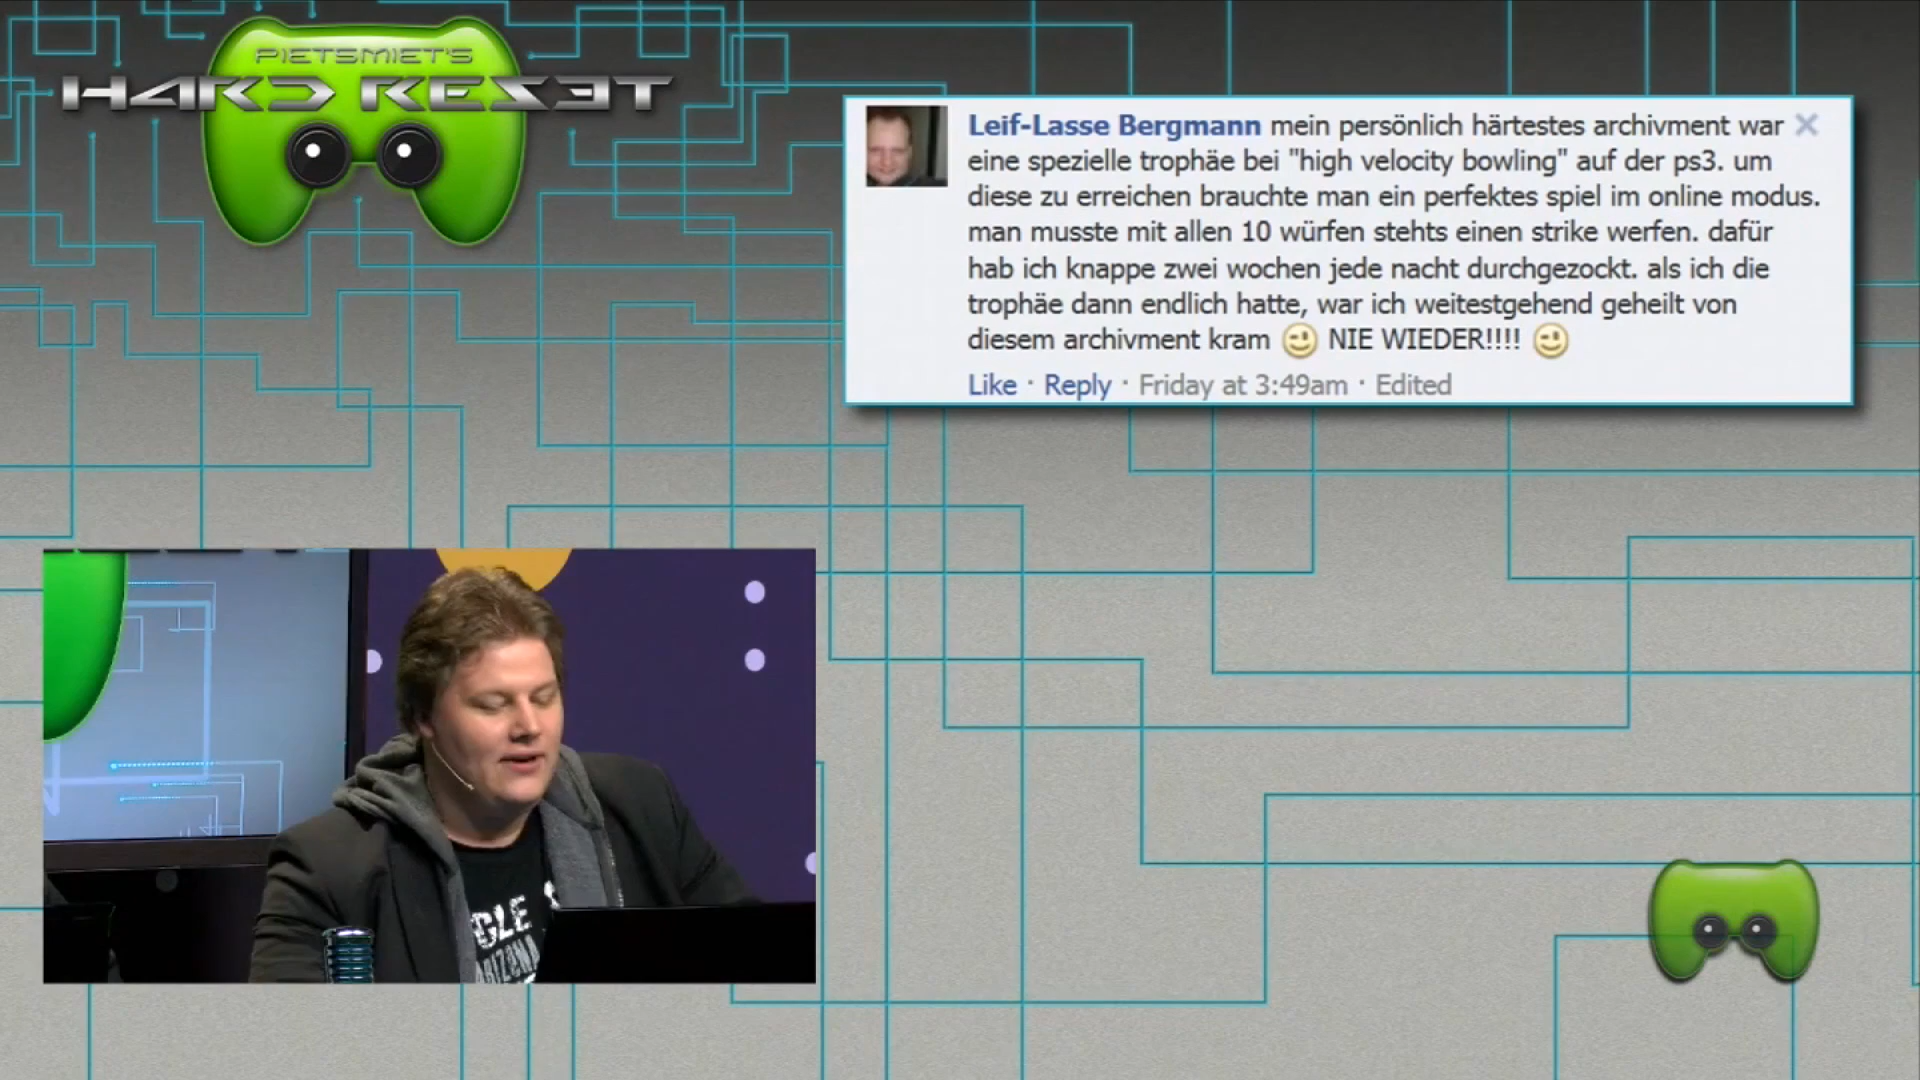 PIETSMIET'S
HARD RESET
Leif-Lasse Bergmann mein persönlich härtestes archivment war
eine spezielle trophäe bei "high velocity bowling" auf der ps3. um
diese zu erreichen brauchte man ein perfektes spiel im online modus.
man musste mit allen 10 würfen stehts einen strike werfen. dafür
hab ich knappe zwei wochen jede nacht durchgezockt. als ich die
trophäe dann endlich hatte, war ich weitestgehend geheilt von
diesem archivment kram 😉 NIE WIEDER!!!! 😉
Like · Reply · Friday at 3:49am · Edited